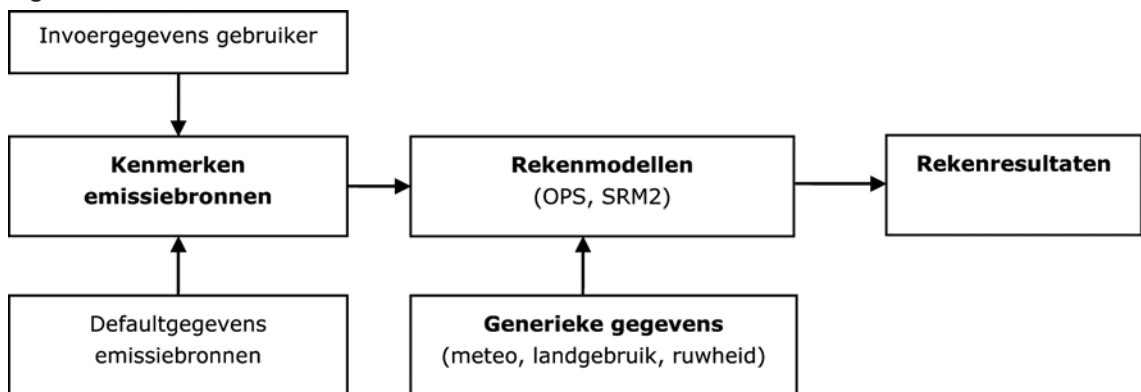 Invoergegevens gebruiker
Kenmerken
emissiebronnen
Rekenmodellen
(OPS, SRM2)
Rekenresultaten
Defaultgegevens
emissiebronnen
Generieke gegevens
(meteo, landgebruik, ruwheid)